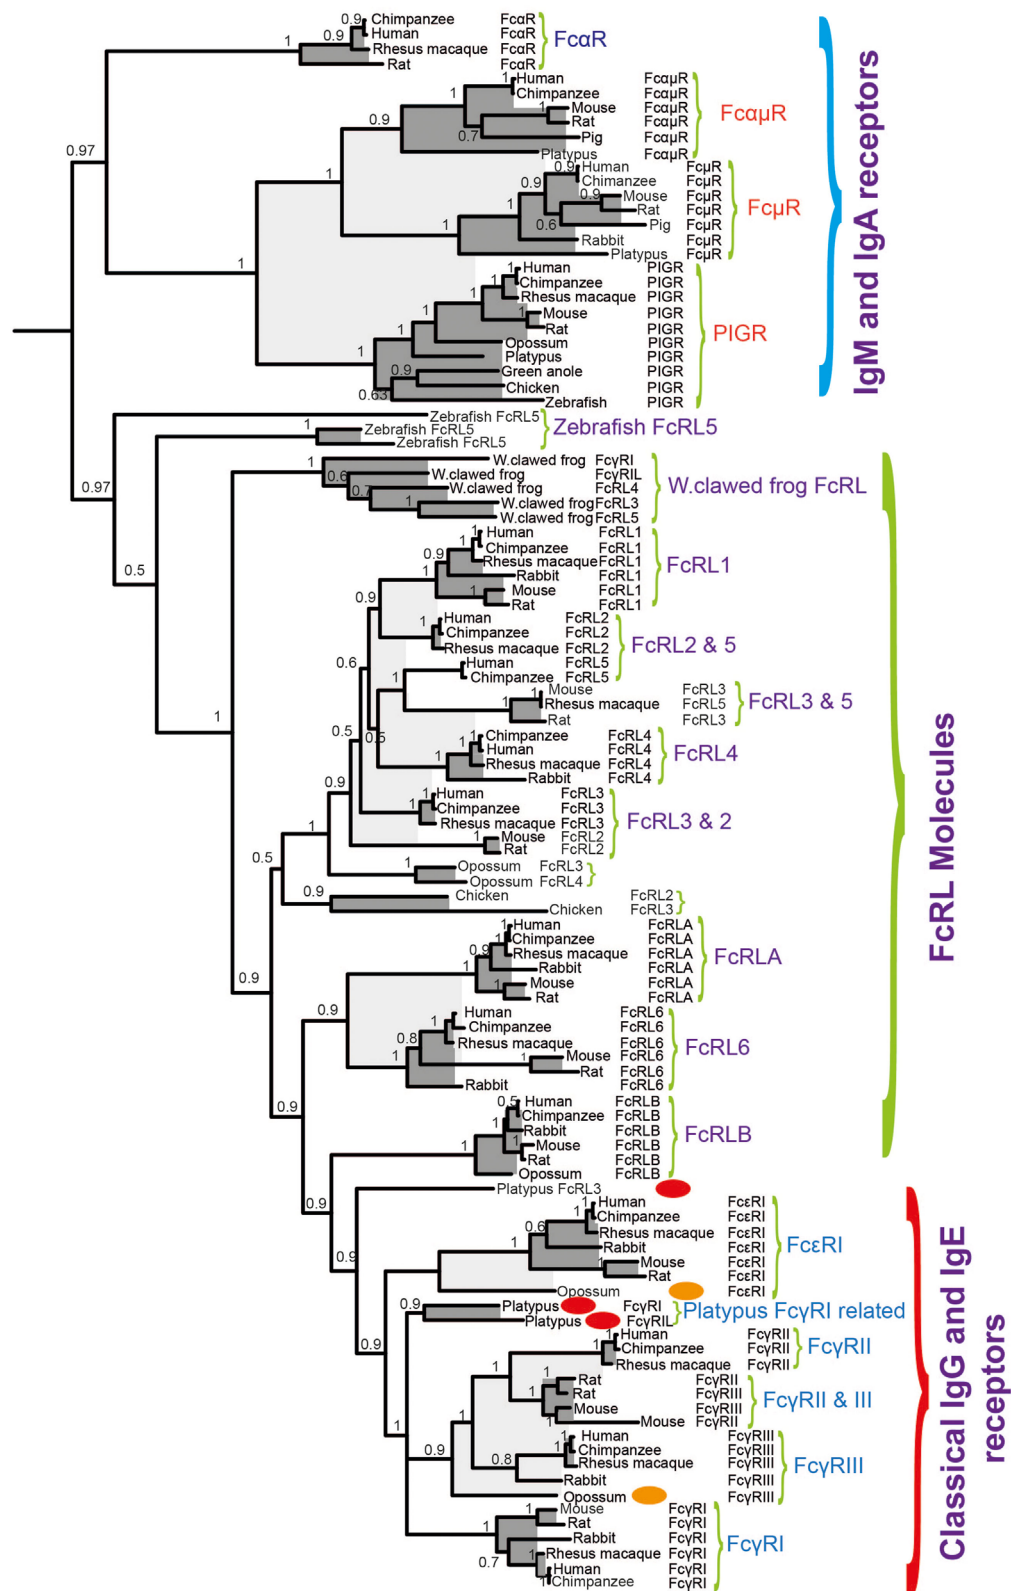 0.9 Chimpanzee FcαR
0.9 Human FcαR FcαR
1 Rhesus macaque FcαR
Rat FcαR
1 Human FcαμR
1 Chimpanzee FcαμR
1 Mouse FcαμR FcαμR
0.9 Rat FcαμR
0.7 Pig FcαμR
Platypus FcαμR
0.97
0.9 Human FcμR
1 0.9 Chimanzee FcμR
0.9 Mouse FcμR
1 Rat FcμR FcμR
1 0.6 Pig FcμR
Rabbit FcμR
Platypus FcμR
1 1 Human PIGR
1 Chimpanzee PIGR
1 Rhesus macaque PIGR
1 1 Mouse PIGR
1 Rat PIGR PIGR
Opossum PIGR
1 Platypus PIGR
0.9 Green anole PIGR
0.63 Chicken PIGR
Zebrafish PIGR
IgM and IgA receptors
Zebrafish FcRL5
1 Zebrafish FcRL5 Zebrafish FcRL5
Zebrafish FcRL5
W.clawed frog FcγRI
0.97 0.6 W.clawed frog FcγRIL
0.7 W.clawed frog FcRL4 W.clawed frog FcRL
1 W.clawed frog FcRL3
W.clawed frog FcRL5
1 Human FcRL1
1 Chimpanzee FcRL1
0.9 Rhesus macaque FcRL1 FcRL1
0.5 1 Rabbit FcRL1
1 Mouse FcRL1
0.9 Rat FcRL1
1 Human FcRL2
1 Chimpanzee FcRL2
Rhesus macaque FcRL2 FcRL2 & 5
0.6 1 Human FcRL5
1 Chimpanzee FcRL5
1 Mouse FcRL3
1 Rhesus macaque FcRL5 FcRL3 & 5
Rat FcRL3
1 0.5 0.5 1 Chimpanzee FcRL4
1 Human FcRL4
Rhesus macaque FcRL4 FcRL4
Rabbit FcRL4
0.9 1 Human FcRL3
1 Chimpanzee FcRL3
Rhesus macaque FcRL3 FcRL3 & 2
1 1 Mouse FcRL2
Rat FcRL2
0.5 1 Opossum FcRL3
Opossum FcRL4
0.9 Chicken FcRL2
Chicken FcRL3
1 Human FcRLA
1 Chimpanzee FcRLA
0.9 Rhesus macaque FcRLA
1 Rabbit FcRLA FcRLA
0.9 1 Mouse FcRLA
Rat FcRLA
0.9 1 Human FcRL6
1 Chimpanzee FcRL6
0.8 Rhesus macaque FcRL6
1 1 Mouse FcRL6 FcRL6
Rat FcRL6
Rabbit FcRL6
0.9 0.5 Human FcRLB
Chimpanzee FcRLB
1 Rabbit FcRLB
1 1 Mouse FcRLB FcRLB
Rat FcRLB
Opossum FcRLB
FcRL Molecules
Platypus FcRL3
0.9 1 Human FcεRI
1 Chimpanzee FcεRI
0.6 Rhesus macaque FcεRI
0.9 1 Rabbit FcεRI FcεRI
1 Mouse FcεRI
Rat FcεRI
Opossum FcεRI
0.9 Platypus FcγRI
Platypus FcγRIL Platypus FcγRI related
0.9 1 Human FcγRII
1 Chimpanzee FcγRII FcγRII
Rhesus macaque FcγRII
1 Rat FcγRII
1 Rat FcγRIII
Mouse FcγRIII FcγRII & III
1 1 Mouse FcγRII
1 1 Human FcγRIII
1 Chimpanzee FcγRIII
0.9 0.8 Rhesus macaque FcγRIII FcγRIII
Rabbit FcγRIII
Opossum FcγRIII
1 Mouse FcγRI
1 Rat FcγRI
Rabbit FcγRI FcγRI
0.7 1 Rhesus macaque FcγRI
Human FcγRI
1 Chimpanzee FcγRI
Classical IgG and IgE
receptors